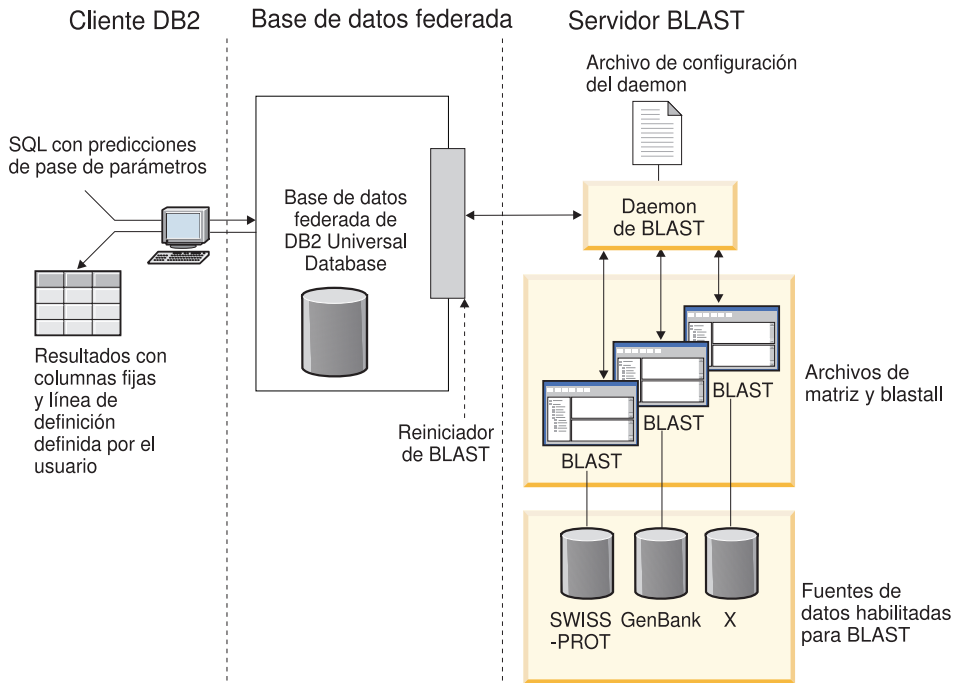 Cliente DB2
Base de datos federada
Servidor BLAST
SQL con predicciones
de pase de parámetros
Resultados con
columnas fijas
y línea de
definición
definida por el
usuario
Base de datos
federada de
DB2 Universal
Database
Reiniciador
de BLAST
Archivo de configuración
del daemon
Daemon
de BLAST
BLAST
BLAST
BLAST
Archivos de
matriz y blastall
SWISS
-PROT
GenBank
X
Fuentes de
datos habilitadas
para BLAST